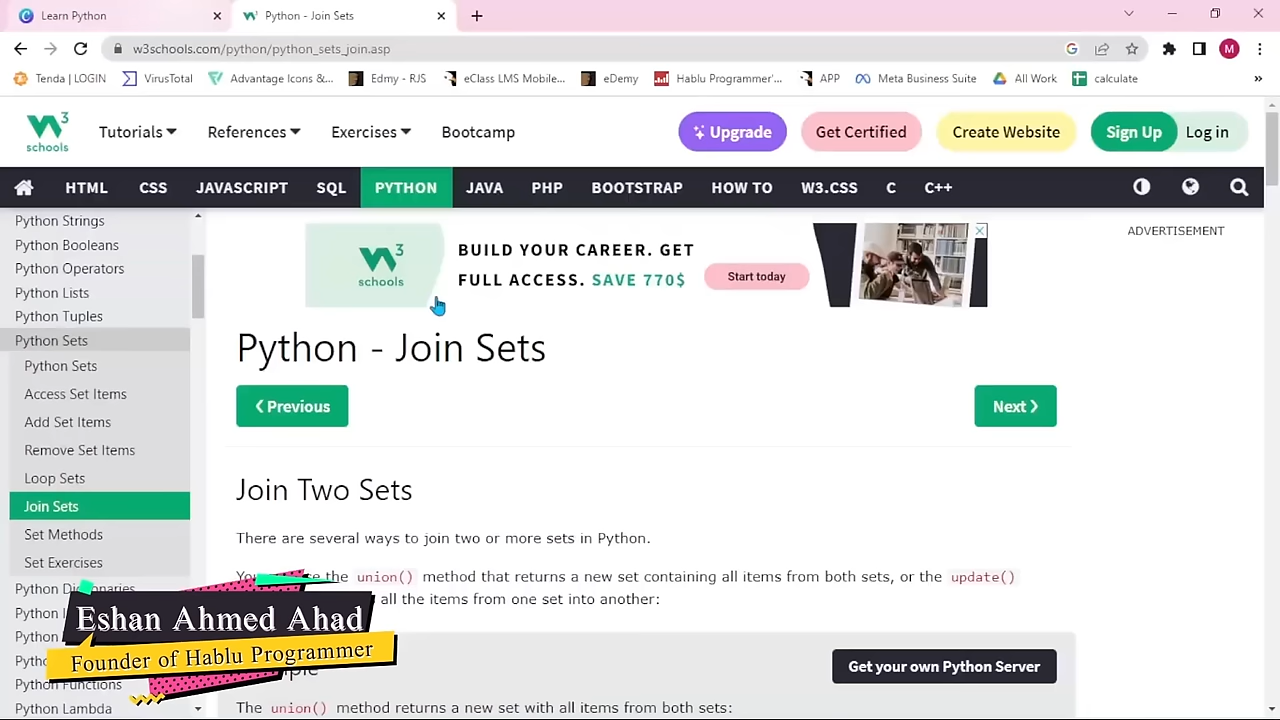 Learn Python
Python - Join Sets
w3schools.com/python/python_sets_join.asp
M
Tenda | LOGIN
VirusTotal
Advantage Icons &...
Edmy - RJS
eClass LMS Mobile...
eDemy
Hablu Programmer'...
APP
Meta Business Suite
All Work
calculate
»
W3 schools
Tutorials
References
Exercises
Bootcamp
Upgrade
Get Certified
Create Website
Sign Up
Log in
HTML
CSS
JAVASCRIPT
SQL
PYTHON
JAVA
PHP
BOOTSTRAP
HOW TO
W3.CSS
C
C++
Python Strings
Python Booleans
Python Operators
Python Lists
Python Tuples
Python Sets
Python Sets
Access Set Items
Add Set Items
Remove Set Items
Loop Sets
Join Sets
Set Methods
Set Exercises
Python Functions
Python Lambda
W3 schools
BUILD YOUR CAREER. GET
FULL ACCESS. SAVE 770$
Start today
ADVERTISEMENT
Python - Join Sets
❮ Previous
Next ❯
Join Two Sets
There are several ways to join two or more sets in Python.
the union() method that returns a new set containing all items from both sets, or the update()
all the items from one set into another:
Get your own Python Server
The union() method returns a new set with all items from both sets:
Eshan Ahmed Ahad
Founder of Hablu Programmer